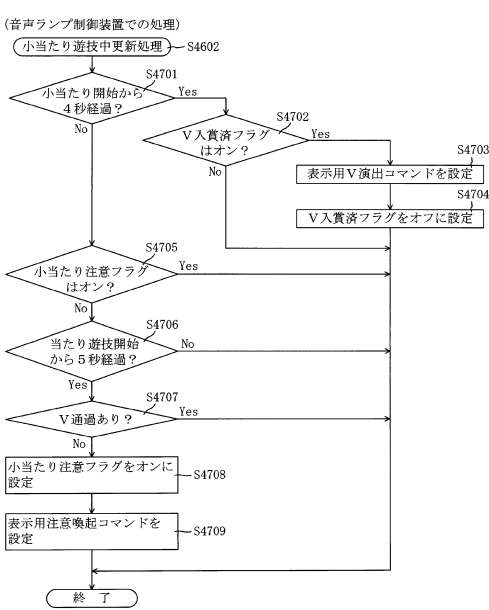 (音声ランプ制御装置での処理)
小当たり遊技中更新処理 S4602
S4701
小当たり開始から
4秒経過?
Yes
No
S4702
V入賞済フラグ
はオン?
Yes
No
S4703
表示用V演出コマンドを設定
S4704
V入賞済フラグをオフに設定
S4705
小当たり注意フラグ
はオン?
Yes
No
S4706
当たり遊技開始
から5秒経過?
No
Yes
S4707
V通過あり?
Yes
No
小当たり注意フラグをオンに
設定
S4708
表示用注意喚起コマンドを
設定
S4709
終 了